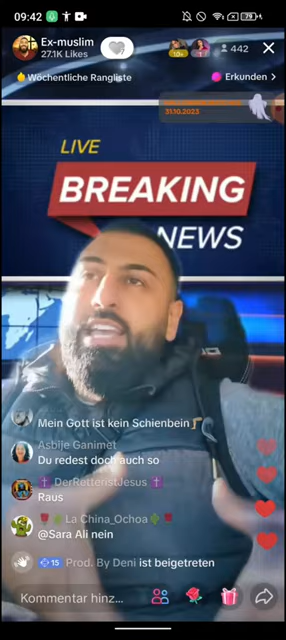 09:42
79
Ex-muslim
27.1K Likes
442
Wöchentliche Rangliste
Erkunden >
31.10.2023
LIVE
BREAKING
NEWS
Mein Gott ist kein Schienbein
Asbije Ganimet
Du redest doch auch so
DerRetteristJesus
Raus
La China_Ochoa
@Sara Ali nein
15 Prod. By Deni ist beigetreten
Kommentar hinz...